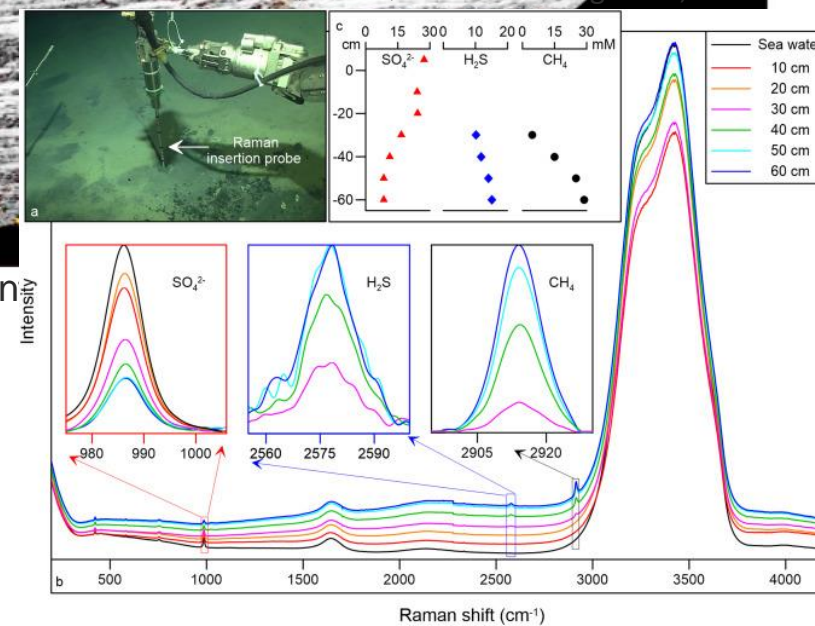 c
0 15 30 0 10 20 0 15 30
cm
mM
SO₄²⁻ H₂S CH₄
0
-20
-40
-60
Raman
insertion probe
a
Sea wate
10 cm
20 cm
30 cm
40 cm
50 cm
60 cm
n
Intensity
SO₄²⁻
980 990 1000
H₂S
2560 2575 2590
CH₄
2905 2920
b
500 1000 1500 2000 2500 3000 3500 4000
Raman shift (cm⁻¹)